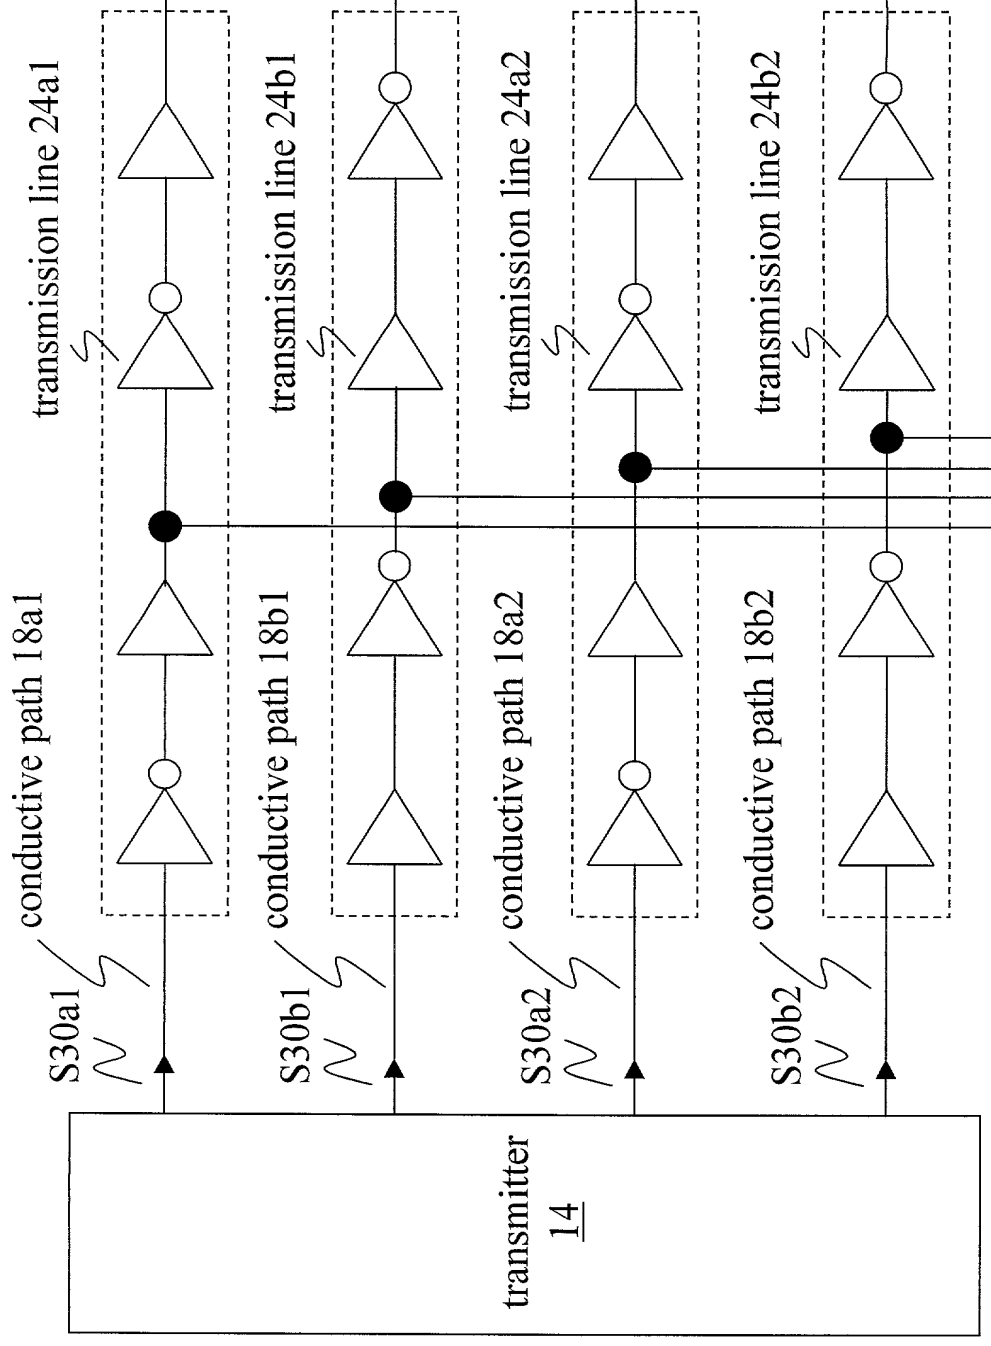 transmission line 24a1
transmission line 24b1
transmission line 24a2
transmission line 24b2
conductive path 18a1
conductive path 18b1
conductive path 18a2
conductive path 18b2
S30a1
S30b1
S30a2
S30b2
transmitter
14